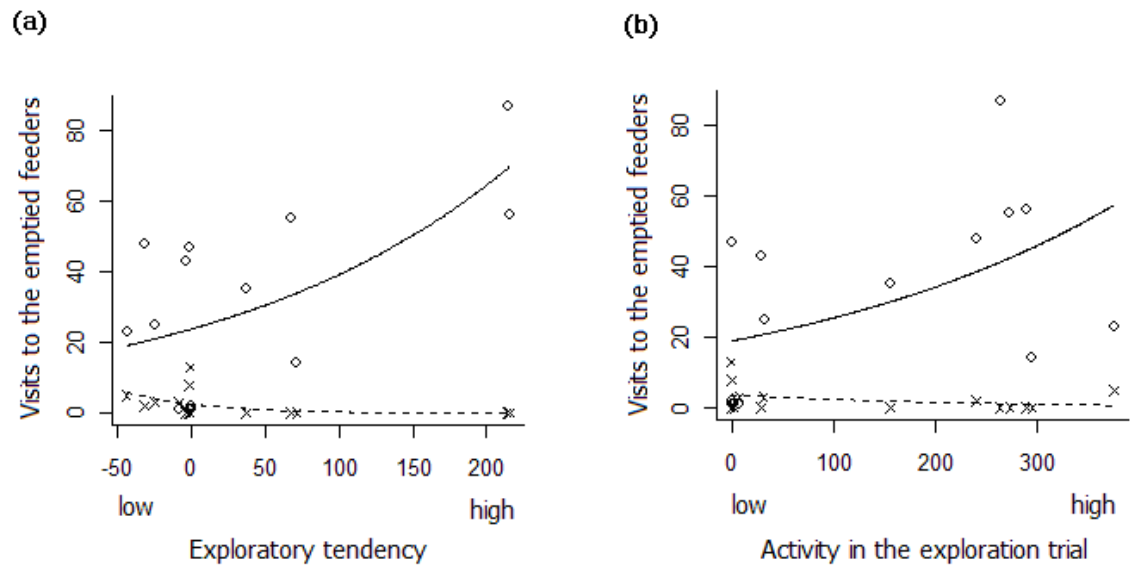 (a)
Visits to the emptied feeders
80
60
40
20
0
-50 0 50 100 150 200
low high
Exploratory tendency
(b)
Visits to the emptied feeders
80
60
40
20
0
0 100 200 300
low high
Activity in the exploration trial